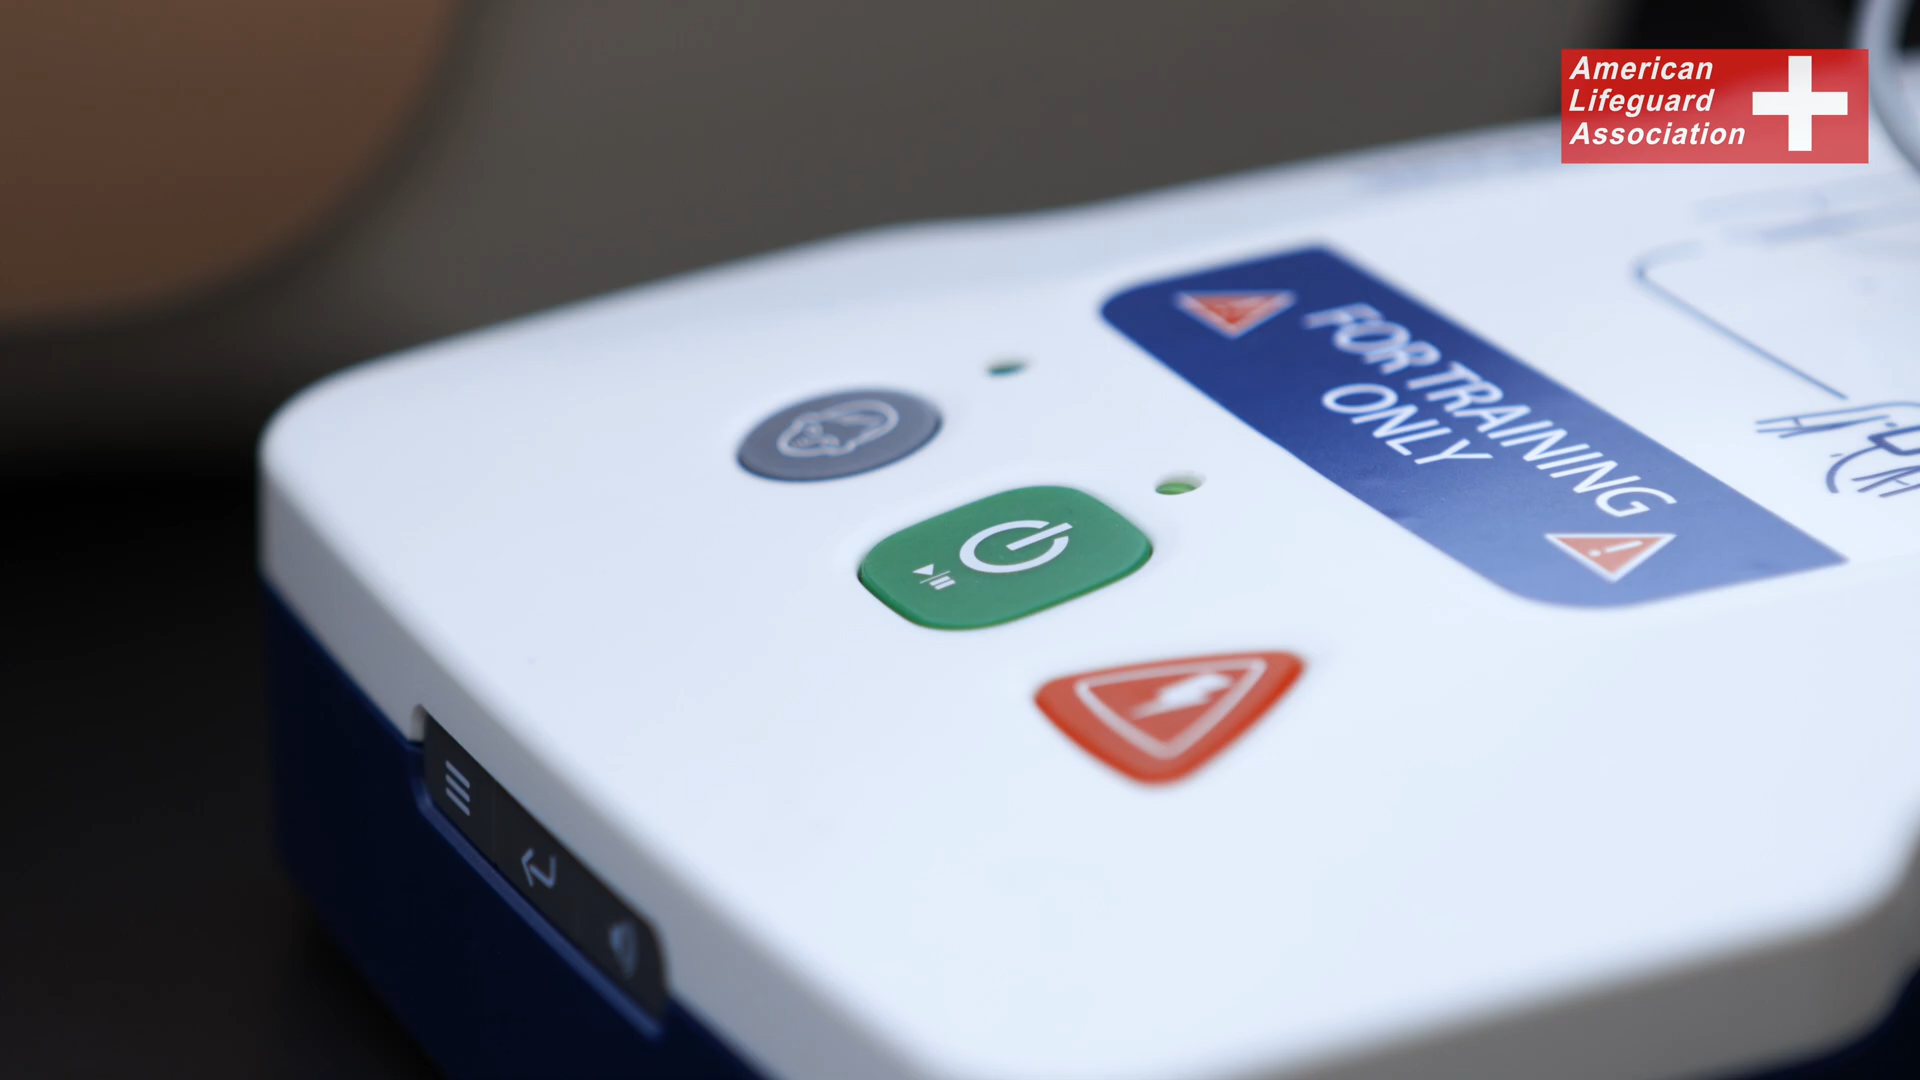 American
Lifeguard
Association
FOR TRAINING
ONLY